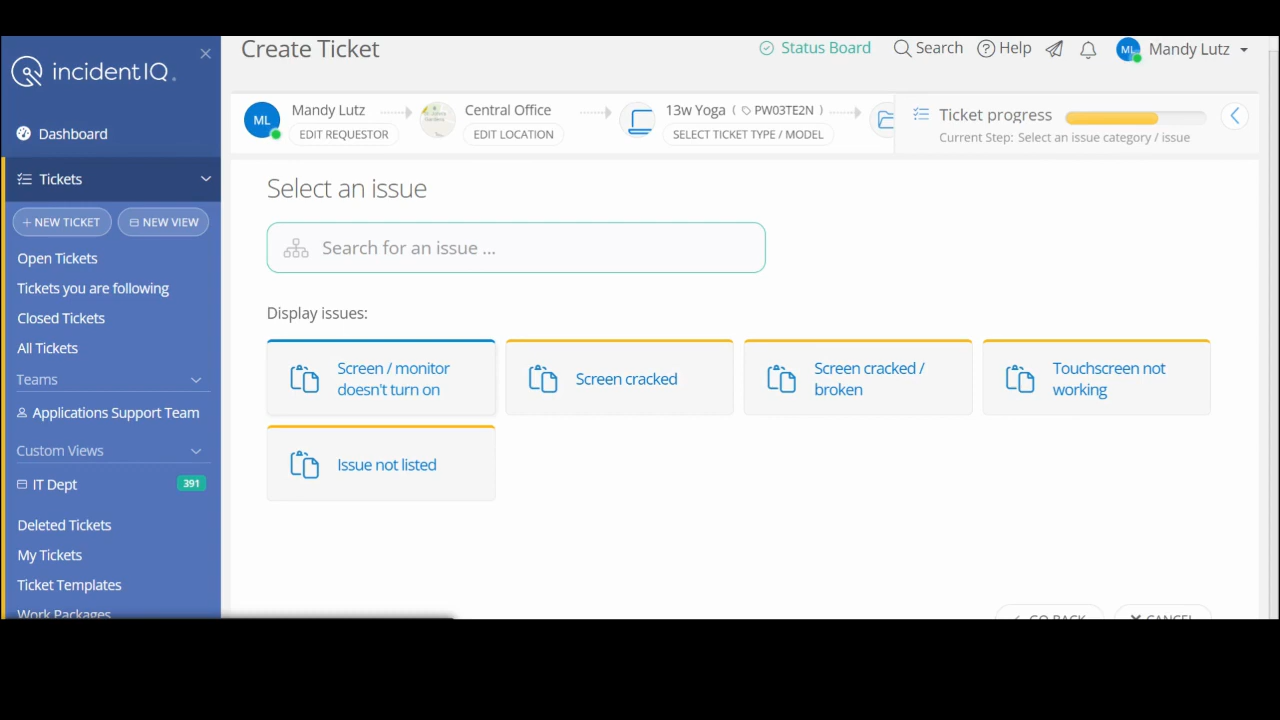 incidentIQ.
Dashboard
Tickets
+ NEW TICKET
NEW VIEW
Open Tickets
Tickets you are following
Closed Tickets
All Tickets
Teams
Applications Support Team
Custom Views
IT Dept
391
Deleted Tickets
My Tickets
Ticket Templates
Work Packages
Create Ticket
Status Board
Search
Help
ML
Mandy Lutz
ML
Mandy Lutz
EDIT REQUESTOR
Central Office
EDIT LOCATION
13w Yoga ( PW03TE2N )
SELECT TICKET TYPE / MODEL
Ticket progress
Current Step: Select an issue category / issue
Select an issue
Search for an issue ...
Display issues:
Screen / monitor
doesn't turn on
Screen cracked
Screen cracked /
broken
Touchscreen not
working
Issue not listed
GO BACK
CANCEL